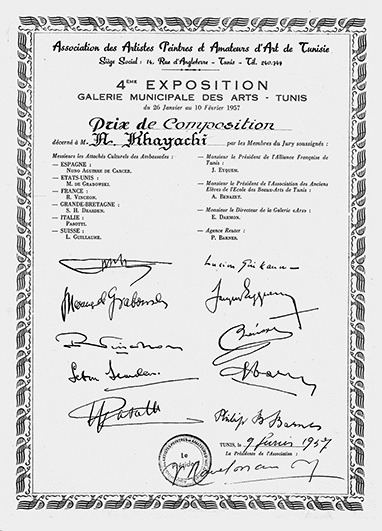 Association des Artistes Peintres et Amateurs d'Art de Tunisie
Siège Social : 14, Rue d'Angleterre - Tunis - Tél. 240.749
4ÈME EXPOSITION
GALERIE MUNICIPALE DES ARTS - TUNIS
du 26 Janvier au 10 Février 1957
Prix de Composition
décerné à M. A. Khayachi par les Membres du Jury soussignés :
Messieurs les Attachés Culturels des Ambassades :
— ESPAGNE :
Nuno Aguirre de Carcer.
— ETATS-UNIS :
M. de Grabowski.
— FRANCE :
R. Vinchon.
— GRANDE-BRETAGNE :
S. H. Dearden.
— ITALIE :
Pasotti.
— SUISSE :
L. Guillaume.
— Monsieur le Président de l'Alliance Française de Tunis :
J. Eyquem.
— Monsieur le Président de l'Association des Anciens Elèves de l'École des Beaux-Arts de Tunis :
A. Benazet.
— Monsieur le Directeur de la Galerie « Ars » :
E. Darmon.
— Agence Reuter :
P. Barnes.
Philip B Barnes
TUNIS, le 9 février 1957
La Présidente de l'Association :
Le